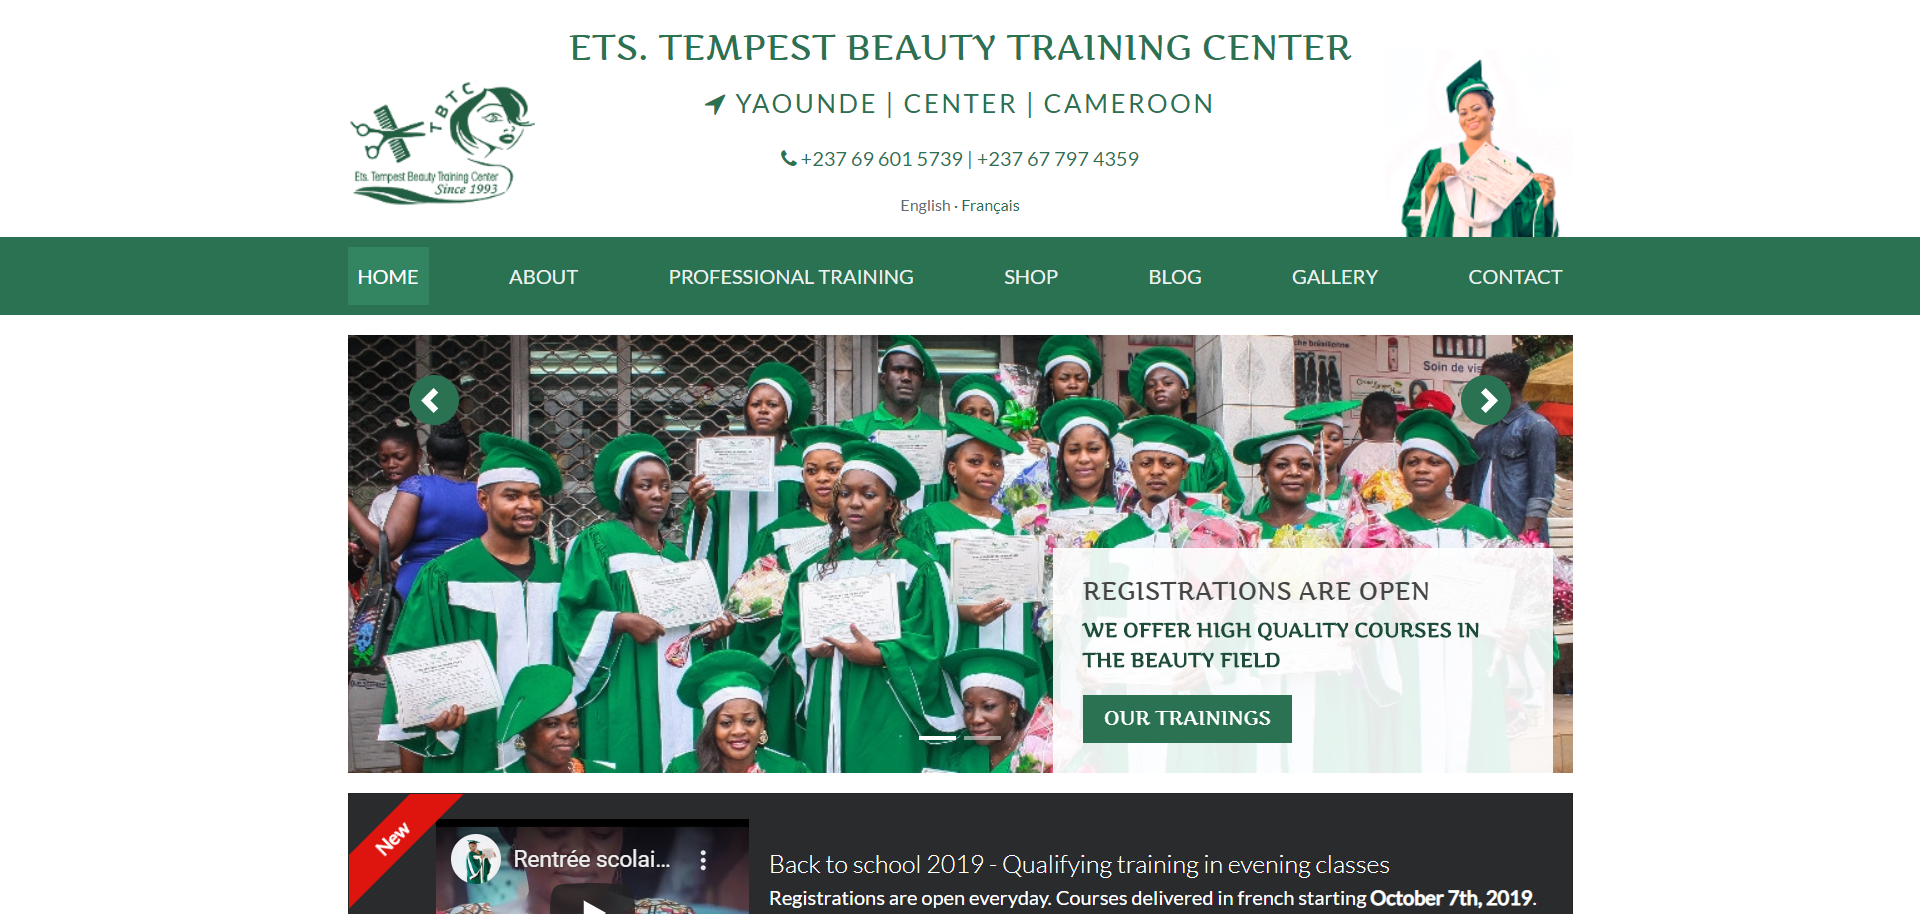 ETS. TEMPEST BEAUTY TRAINING CENTER
YAOUNDE | CENTER | CAMEROON
+237 69 601 5739 | +237 67 797 4359
English · Français
TBTC
Ets. Tempest Beauty Training Center
Since 1993
HOME
ABOUT
PROFESSIONAL TRAINING
SHOP
BLOG
GALLERY
CONTACT
Soin de vis
REGISTRATIONS ARE OPEN
WE OFFER HIGH QUALITY COURSES IN
THE BEAUTY FIELD
OUR TRAININGS
New
Rentrée scolai...
Back to school 2019 - Qualifying training in evening classes
Registrations are open everyday. Courses delivered in french starting October 7th, 2019.